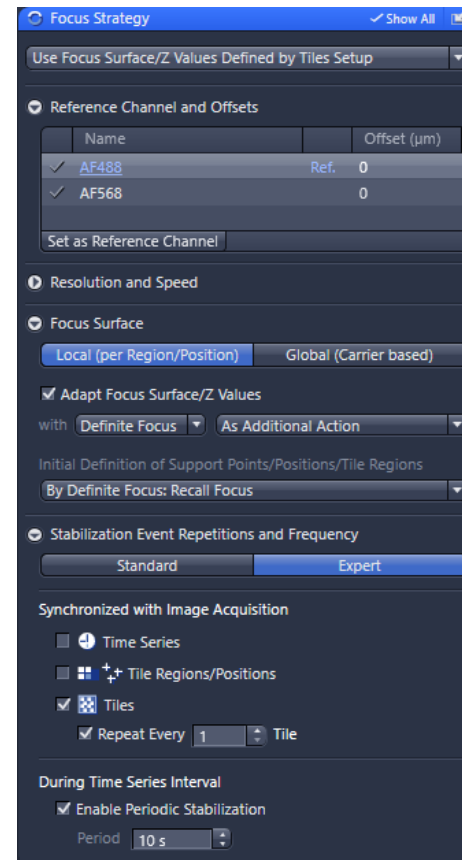 Focus Strategy Show All
Use Focus Surface/Z Values Defined by Tiles Setup
Reference Channel and Offsets
Name Offset (µm)
AF488 Ref. 0
AF568 0
Set as Reference Channel
Resolution and Speed
Focus Surface
Local (per Region/Position) Global (Carrier based)
Adapt Focus Surface/Z Values
with Definite Focus As Additional Action
Initial Definition of Support Points/Positions/Tile Regions
By Definite Focus: Recall Focus
Stabilization Event Repetitions and Frequency
Standard Expert
Synchronized with Image Acquisition
Time Series
Tile Regions/Positions
Tiles
Repeat Every 1 Tile
During Time Series Interval
Enable Periodic Stabilization
Period 10 s